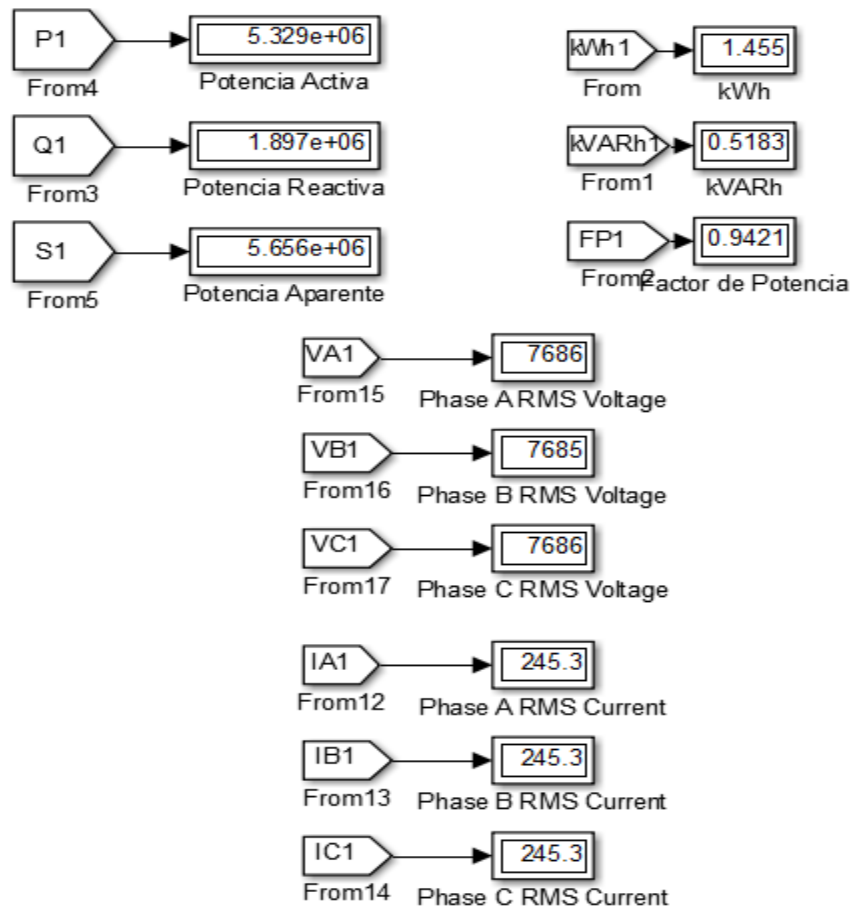 P1 5.329e+06
From4 Potencia Activa
kWh1 1.455
From kWh
Q1 1.897e+06
From3 Potencia Reactiva
kVARh1 0.5183
From1 kVARh
S1 5.656e+06
From5 Potencia Aparente
FP1 0.9421
From2 Factor de Potencia
VA1 7686
From15 Phase A RMS Voltage
VB1 7685
From16 Phase B RMS Voltage
VC1 7686
From17 Phase C RMS Voltage
IA1 245.3
From12 Phase A RMS Current
IB1 245.3
From13 Phase B RMS Current
IC1 245.3
From14 Phase C RMS Current